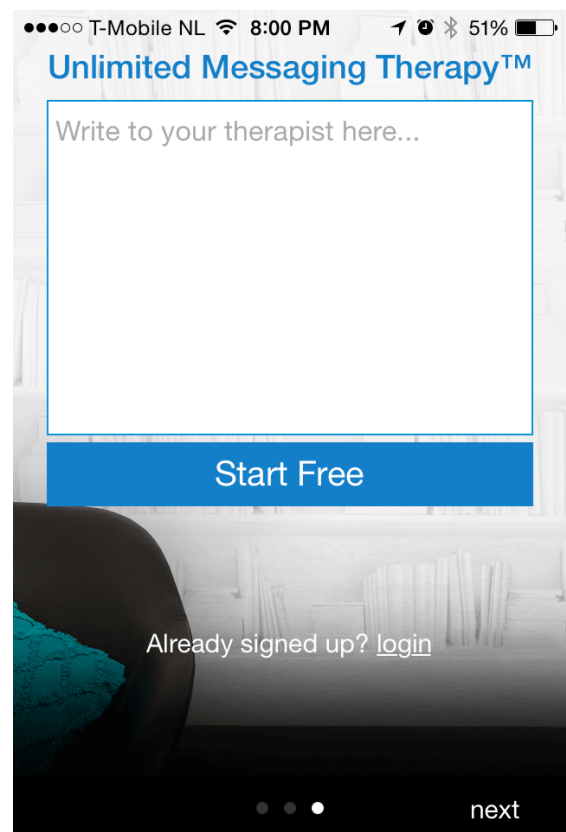 T-Mobile NL 8:00 PM 51%
Unlimited Messaging Therapy™
Write to your therapist here...
Start Free
Already signed up? login
next